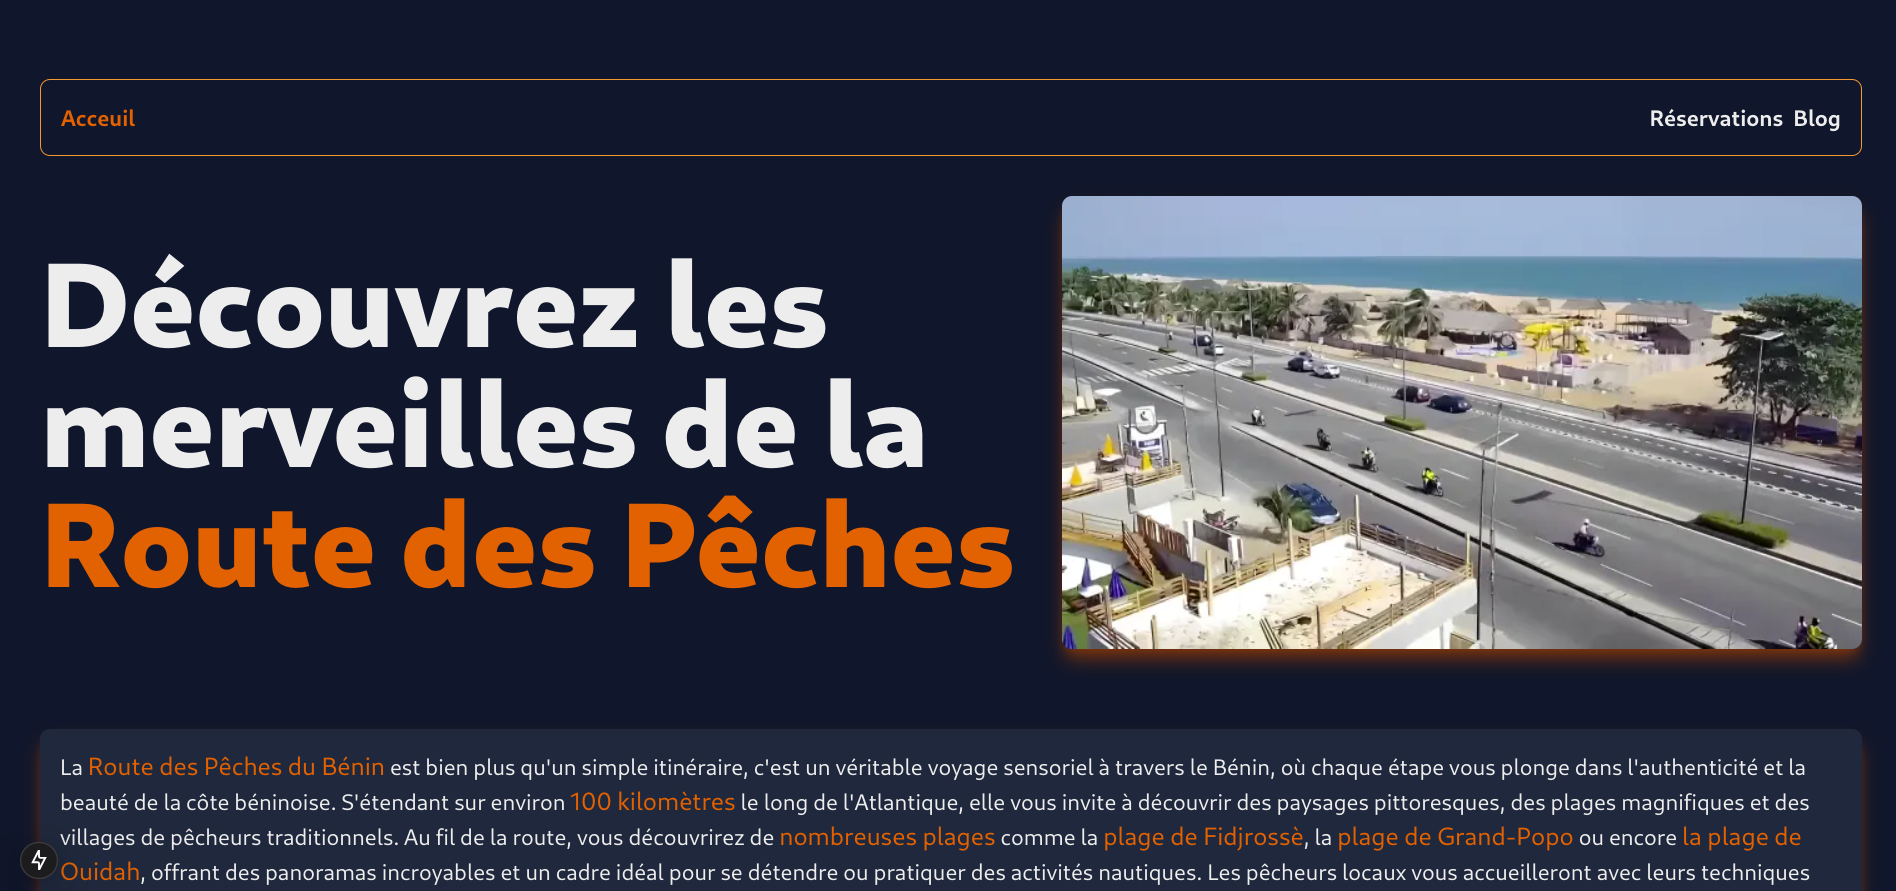 Acceuil
Réservations Blog
Découvrez les
merveilles de la
Route des Pêches
La Route des Pêches du Bénin est bien plus qu'un simple itinéraire, c'est un véritable voyage sensoriel à travers le Bénin, où chaque étape vous plonge dans l'authenticité et la
beauté de la côte béninoise. S'étendant sur environ 100 kilomètres le long de l'Atlantique, elle vous invite à découvrir des paysages pittoresques, des plages magnifiques et des
villages de pêcheurs traditionnels. Au fil de la route, vous découvrirez de nombreuses plages comme la plage de Fidjrossè, la plage de Grand-Popo ou encore la plage de
Ouidah, offrant des panoramas incroyables et un cadre idéal pour se détendre ou pratiquer des activités nautiques. Les pêcheurs locaux vous accueilleront avec leurs techniques